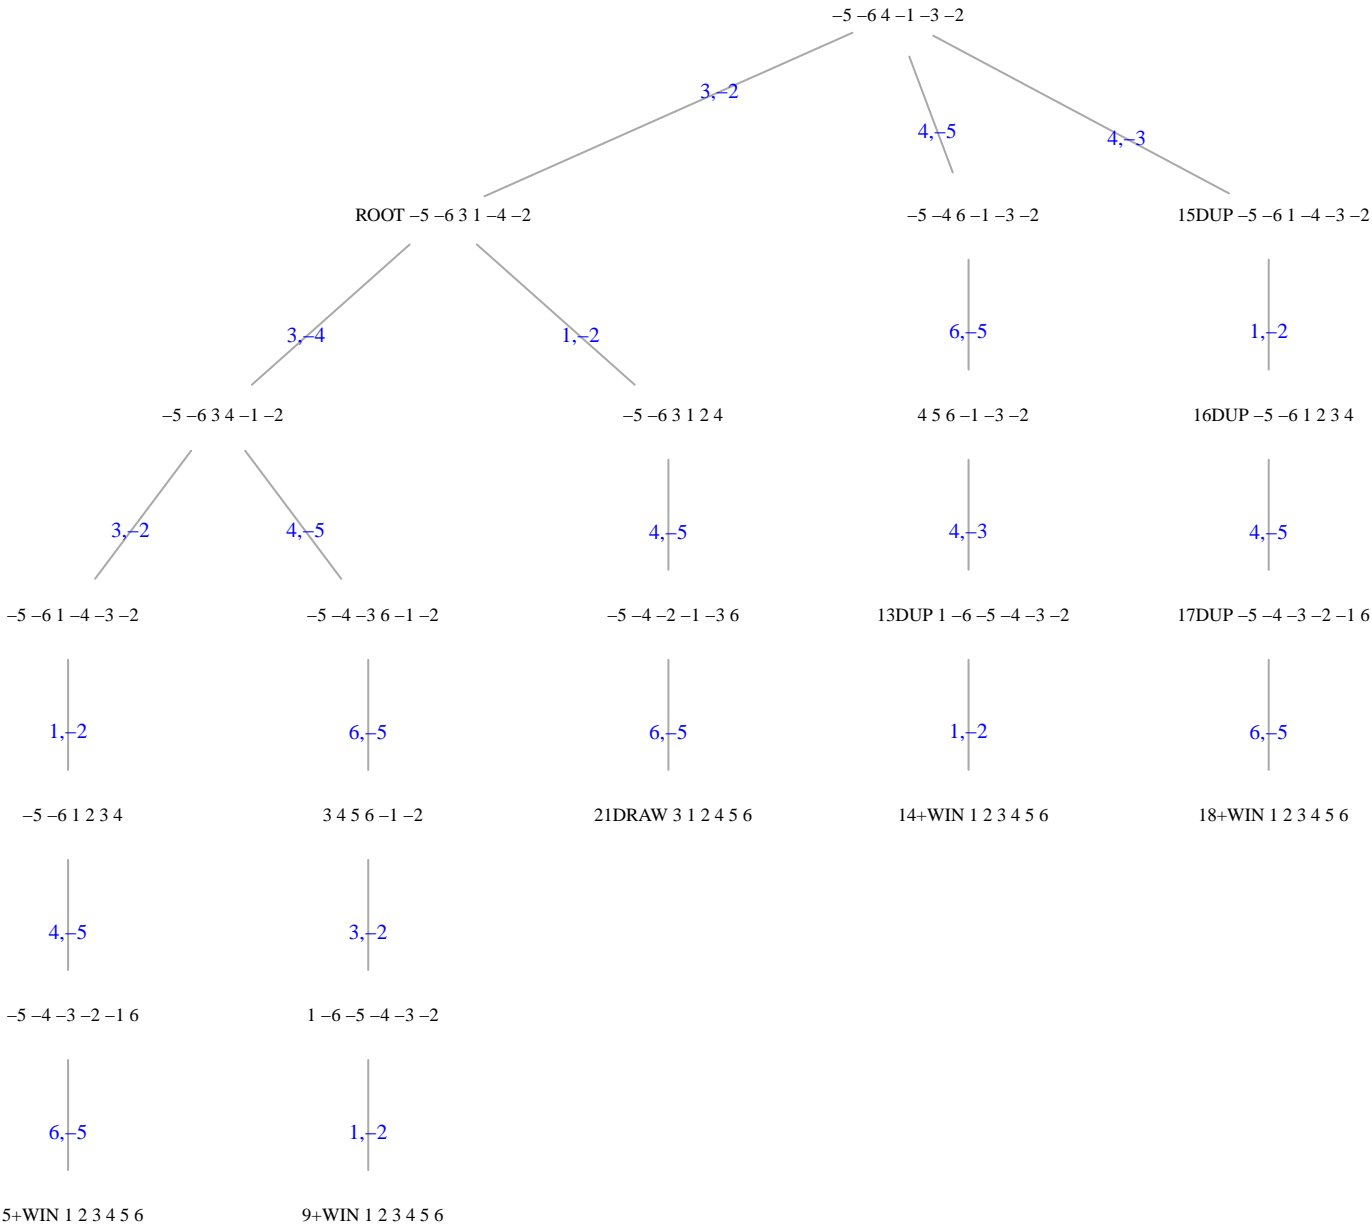 –5 –6 4 –1 –3 –2
3,–2
4,–5
4,–3
ROOT –5 –6 3 1 –4 –2
–5 –4 6 –1 –3 –2
15DUP –5 –6 1 –4 –3 –2
3,–4
1,–2
6,–5
1,–2
–5 –6 3 4 –1 –2
–5 –6 3 1 2 4
4 5 6 –1 –3 –2
16DUP –5 –6 1 2 3 4
3,–2
4,–5
4,–5
4,–3
4,–5
–5 –6 1 –4 –3 –2
–5 –4 –3 6 –1 –2
–5 –4 –2 –1 –3 6
13DUP 1 –6 –5 –4 –3 –2
17DUP –5 –4 –3 –2 –1 6
1,–2
6,–5
6,–5
1,–2
6,–5
–5 –6 1 2 3 4
3 4 5 6 –1 –2
21DRAW 3 1 2 4 5 6
14+WIN 1 2 3 4 5 6
18+WIN 1 2 3 4 5 6
4,–5
3,–2
–5 –4 –3 –2 –1 6
1 –6 –5 –4 –3 –2
6,–5
1,–2
5+WIN 1 2 3 4 5 6
9+WIN 1 2 3 4 5 6